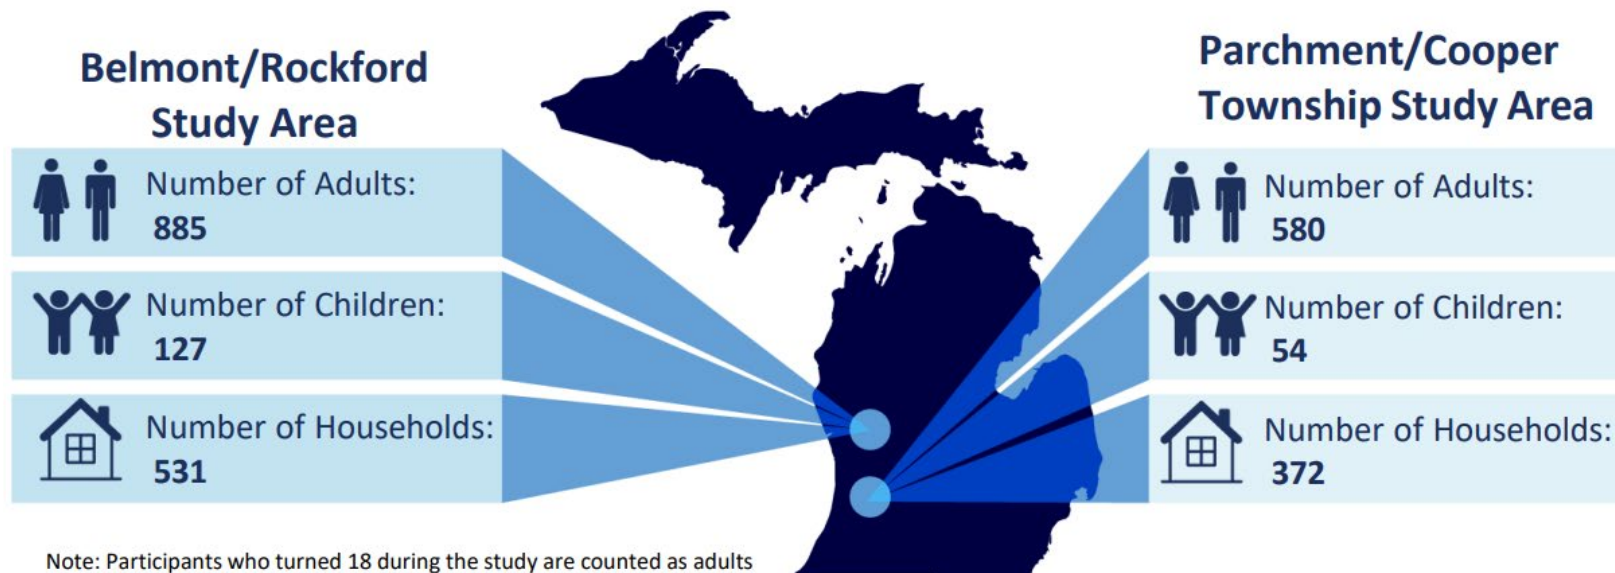 Belmont/Rockford
Study Area
Number of Adults:
885
Number of Children:
127
Number of Households:
531
Parchment/Cooper
Township Study Area
Number of Adults:
580
Number of Children:
54
Number of Households:
372
Note: Participants who turned 18 during the study are counted as adults